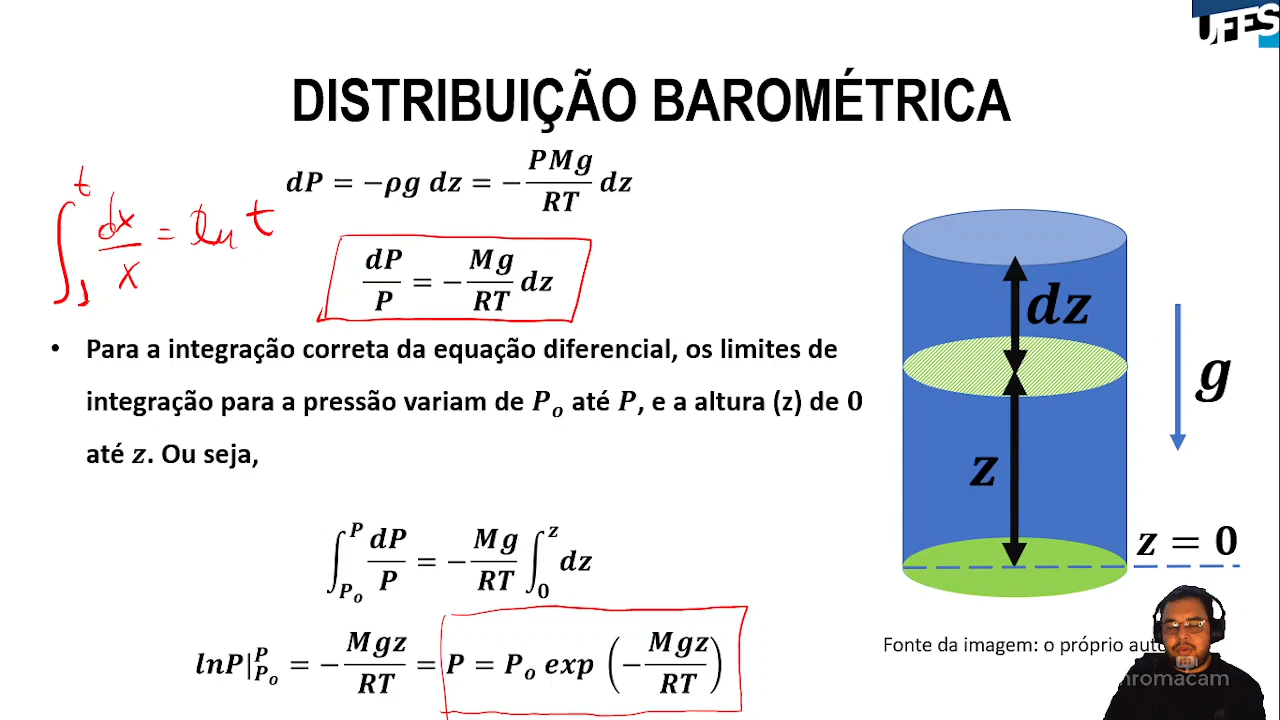 UFES
DISTRIBUIÇÃO BAROMÉTRICA
dP = −ρg dz = − PMg/RT dz
∫₁ᵗ dx/x = ln t
dP/P = − Mg/RT dz
• Para a integração correta da equação diferencial, os limites de
integração para a pressão variam de Pₒ até P, e a altura (z) de 0
até z. Ou seja,
∫_{Pₒ}^{P} dP/P = − Mg/RT ∫_{0}^{z} dz
lnP|_{Pₒ}^{P} = − Mgz/RT = P = Pₒ exp (− Mgz/RT)
dz
g
z
z = 0
Fonte da imagem: o próprio auto
hromacam